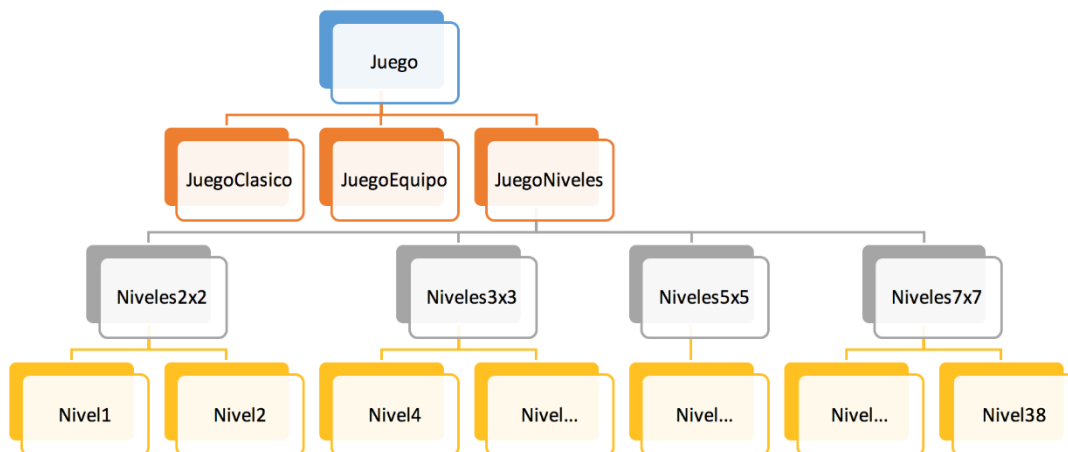 Juego
JuegoClasico
JuegoEquipo
JuegoNiveles
Niveles2x2
Niveles3x3
Niveles5x5
Niveles7x7
Nivel1
Nivel2
Nivel4
Nivel...
Nivel...
Nivel...
Nivel38